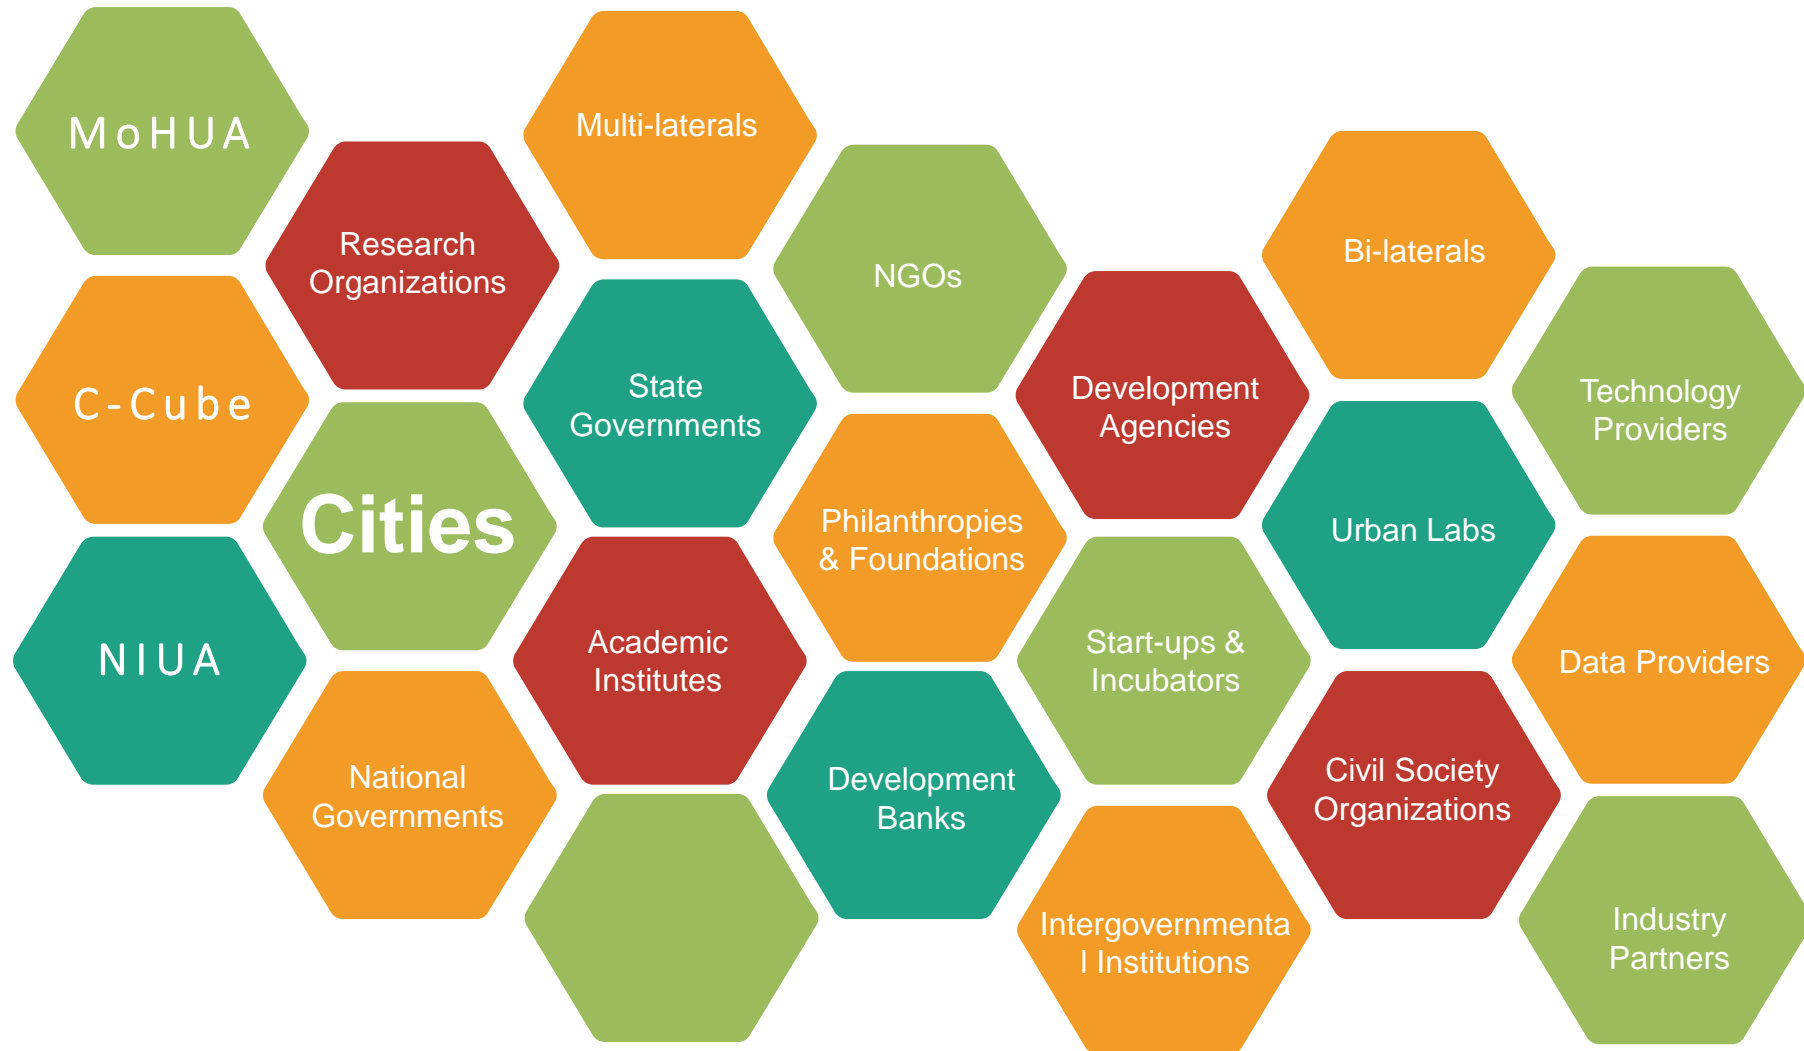 MoHUA
C-Cube
NIUA
Research
Organizations
Cities
National
Governments
Multi-laterals
State
Governments
Academic
Institutes
NGOs
Philanthropies
& Foundations
Development
Banks
Development
Agencies
Start-ups &
Incubators
Intergovernmenta
l Institutions
Bi-laterals
Urban Labs
Civil Society
Organizations
Technology
Providers
Data Providers
Industry
Partners